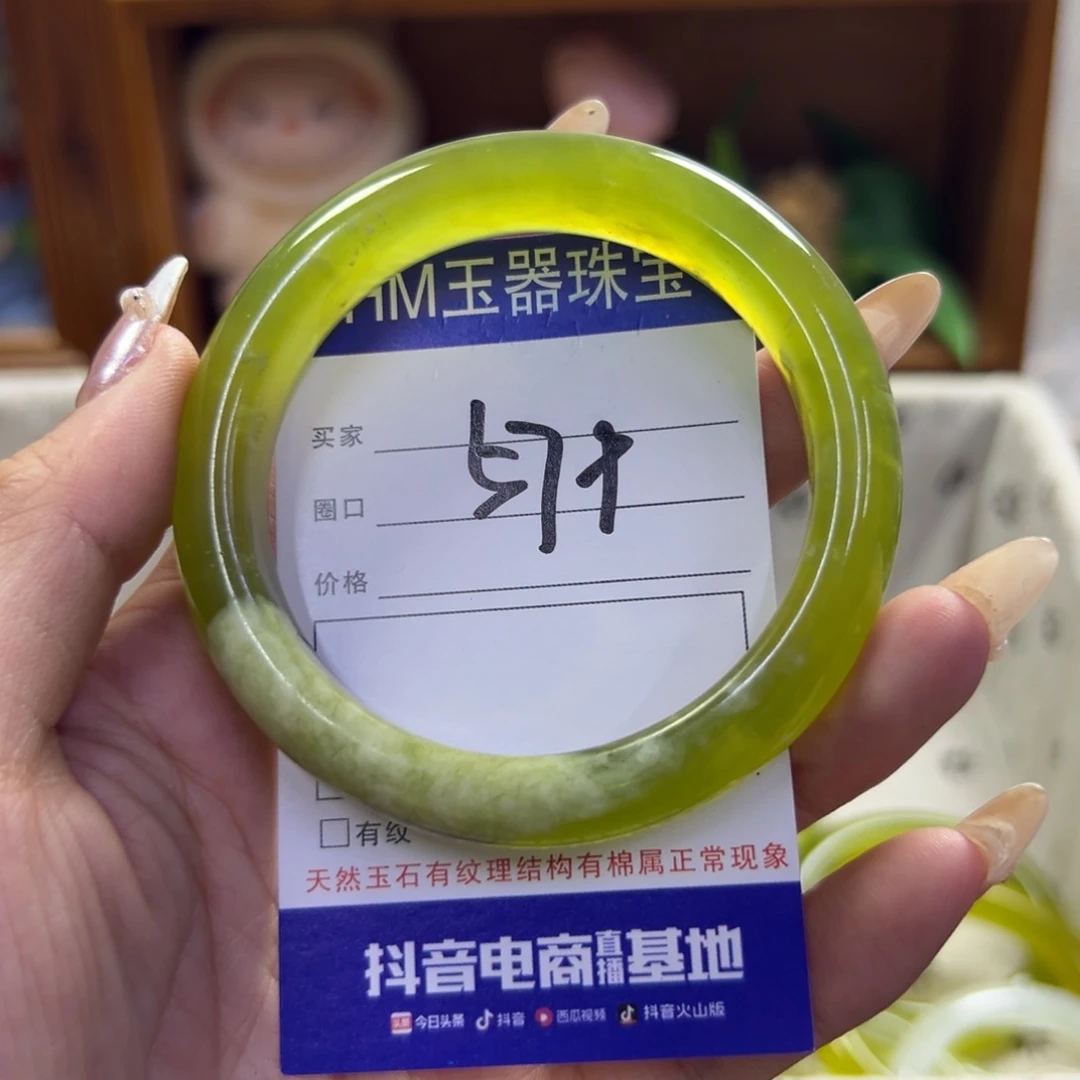 HM玉器珠宝
买家
圈口
价格
有纹
天然玉石有纹理结构有棉属正常现象
抖音电商直播基地
今日头条 抖音 西瓜视频 抖音火山版